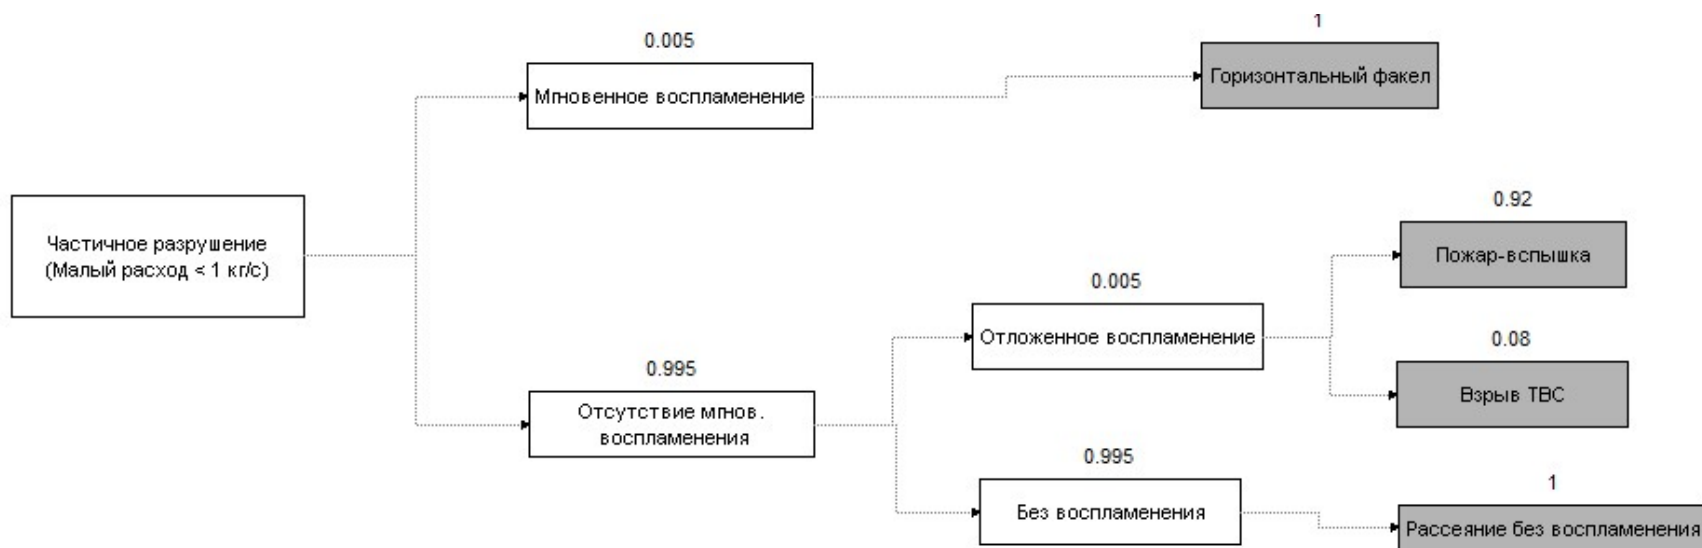 1
0.005
Мгновенное воспламенение
Горизонтальный факел
Частичное разрушение
(Малый расход < 1 кг/с)
0.92
Пожар-вспышка
0.005
Отложенное воспламенение
0.08
Взрыв ТВС
0.995
Отсутствие мгнов.
воспламенения
0.995
Без воспламенения
1
Рассеяние без воспламенения